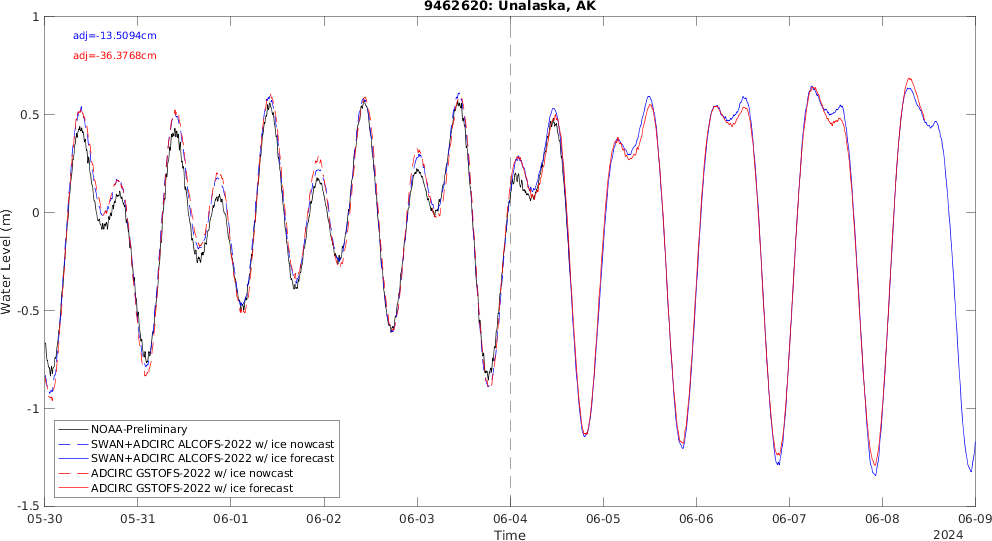 9462620: Unalaska, AK
adj=-13.5094cm
adj=-36.3768cm
1
0.5
0
-0.5
-1
-1.5
Water Level (m)
NOAA-Preliminary
SWAN+ADCIRC ALCOFS-2022 w/ ice nowcast
SWAN+ADCIRC ALCOFS-2022 w/ ice forecast
ADCIRC GSTOFS-2022 w/ ice nowcast
ADCIRC GSTOFS-2022 w/ ice forecast
05-30 05-31 06-01 06-02 06-03 06-04 06-05 06-06 06-07 06-08 06-09
Time
2024